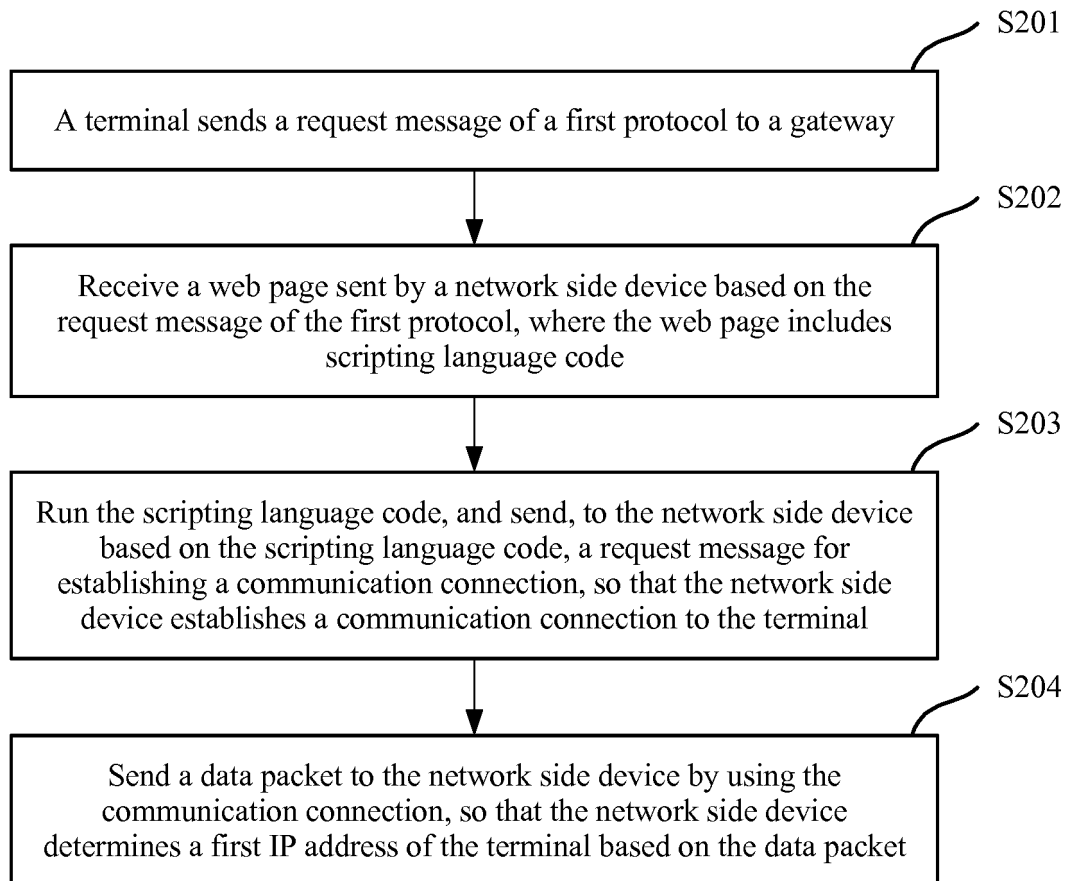 S201
A terminal sends a request message of a first protocol to a gateway
S202
Receive a web page sent by a network side device based on the
request message of the first protocol, where the web page includes
scripting language code
S203
Run the scripting language code, and send, to the network side device
based on the scripting language code, a request message for
establishing a communication connection, so that the network side
device establishes a communication connection to the terminal
S204
Send a data packet to the network side device by using the
communication connection, so that the network side device
determines a first IP address of the terminal based on the data packet